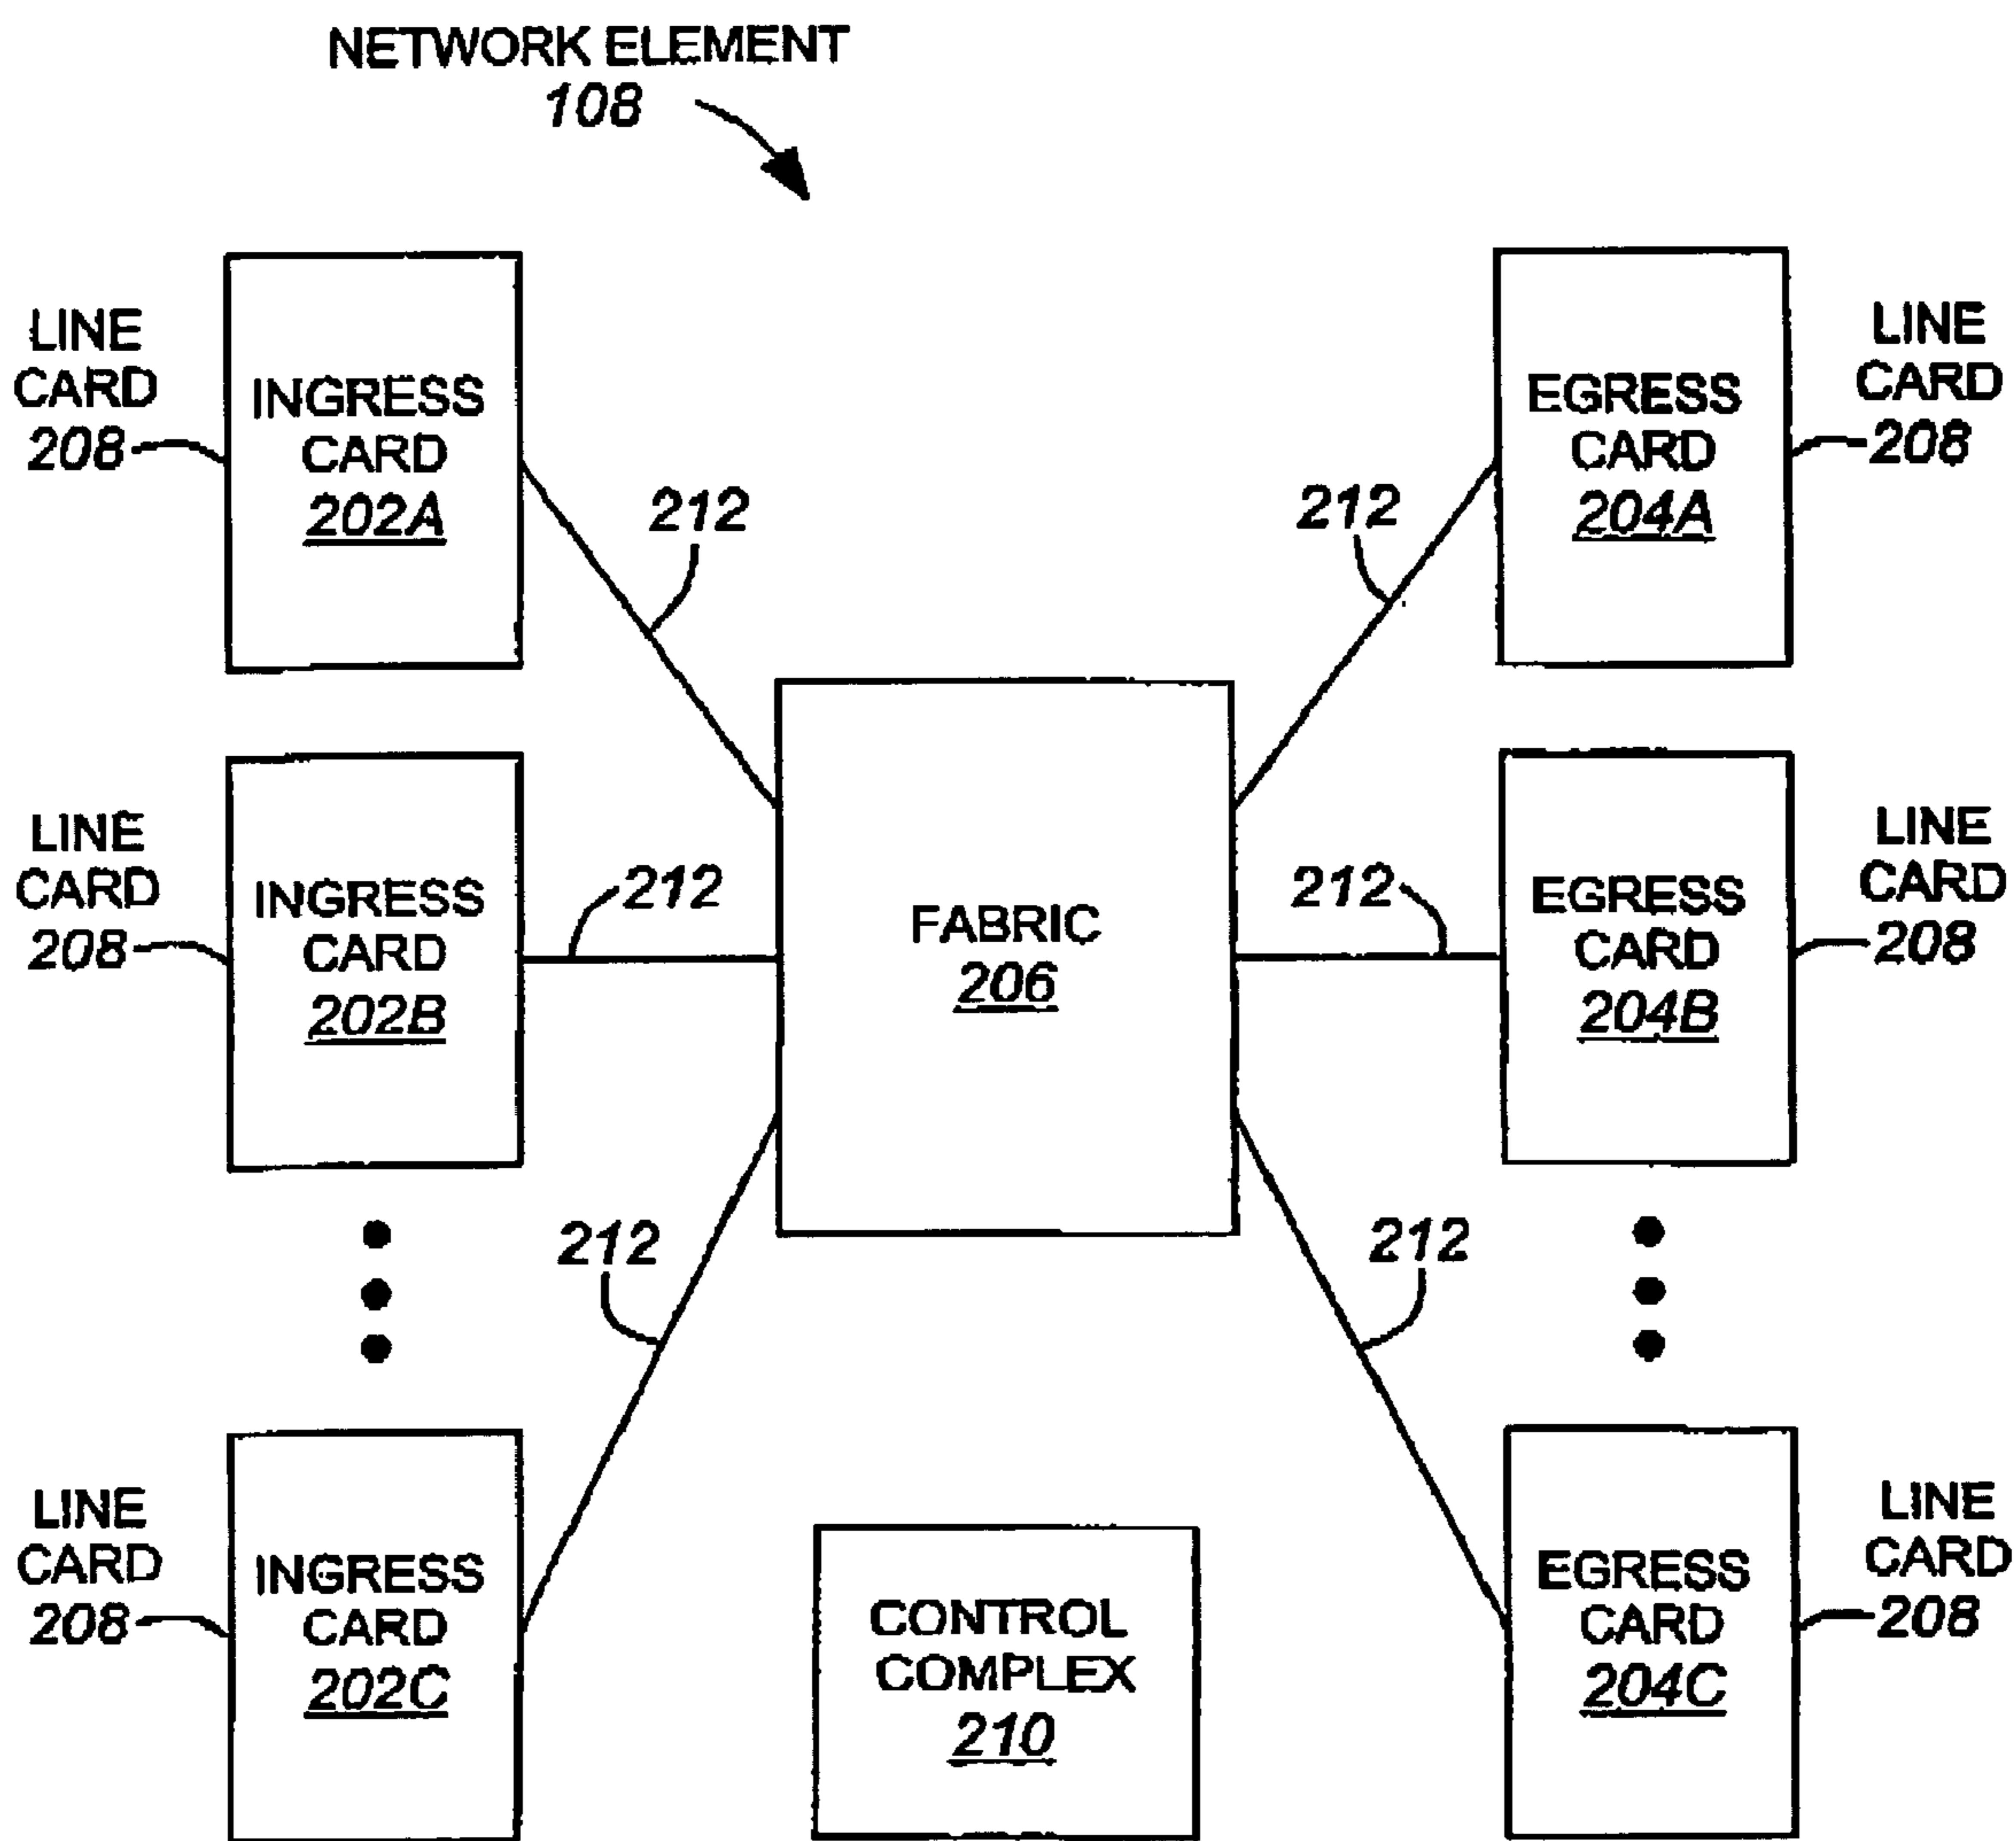 NETWORK ELEMENT
108
LINE
CARD
208
INGRESS
CARD
202A
212
212
EGRESS
CARD
204A
LINE
CARD
208
LINE
CARD
208
INGRESS
CARD
202B
212
FABRIC
206
212
EGRESS
CARD
204B
LINE
CARD
208
212
212
LINE
CARD
208
INGRESS
CARD
202C
CONTROL
COMPLEX
210
EGRESS
CARD
204C
LINE
CARD
208